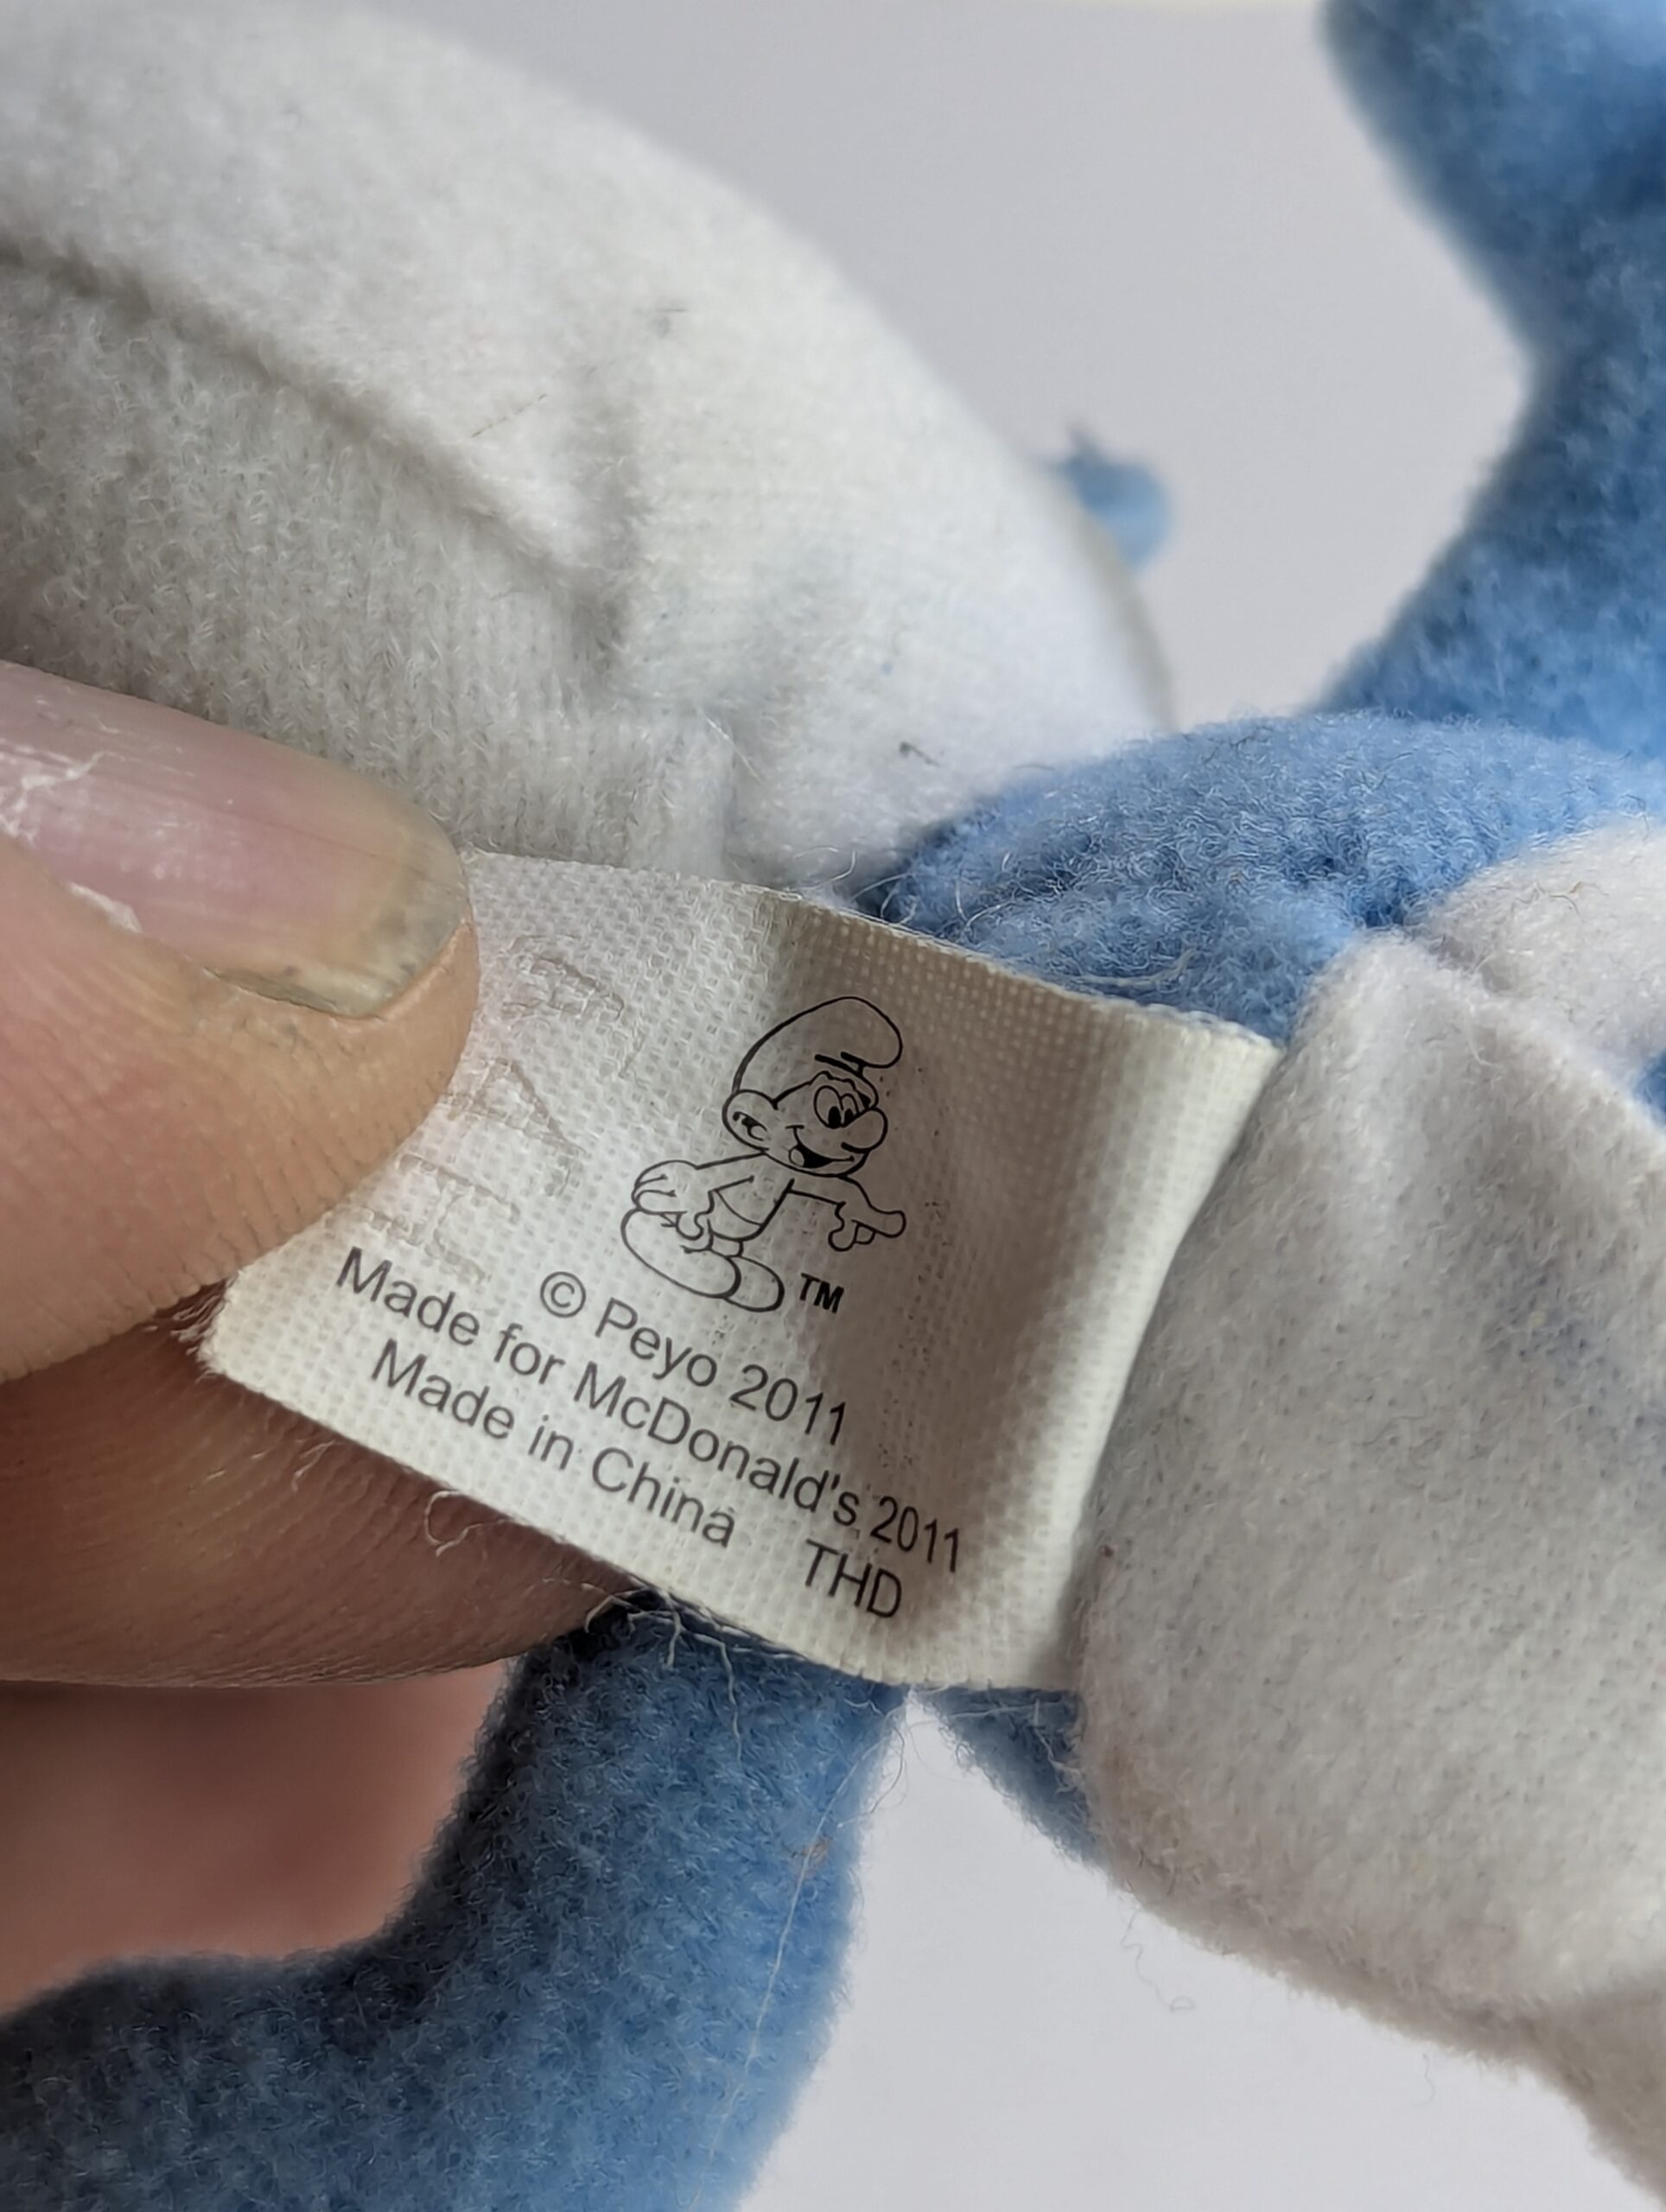 TM
© Peyo 2011
Made for McDonald's 2011
Made in China THD